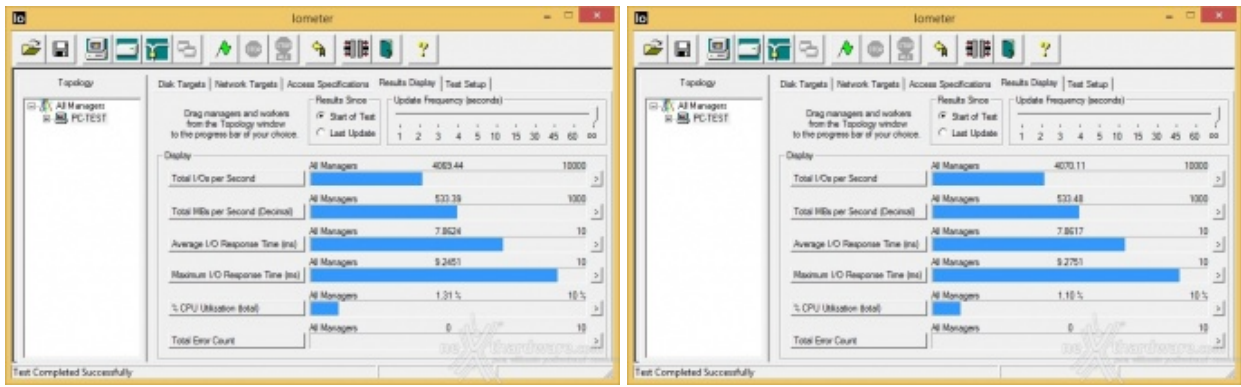 Iometer
Topology
All Managers
PC-TEST
Disk Targets
Network Targets
Access Specifications
Results Display
Test Setup
Drag managers and workers
from the Topology window
to the progress bar of your choice.
Results Since
Start of Test
Last Update
Update Frequency (seconds)
1 2 3 4 5 10 15 30 45 60 oo
Display
All Managers 4069.44 10000
Total I/Os per Second
All Managers 533.39 1000
Total MBs per Second (Decimal)
All Managers 7.8624 10
Average I/O Response Time (ms)
All Managers 9.2451 10
Maximum I/O Response Time (ms)
All Managers 1.31 % 10 %
% CPU Utilization (total)
All Managers 0 10
Total Error Count
nexthardware.com
Test Completed Successfully
Iometer
Topology
All Managers
PC-TEST
Disk Targets
Network Targets
Access Specifications
Results Display
Test Setup
Drag managers and workers
from the Topology window
to the progress bar of your choice.
Results Since
Start of Test
Last Update
Update Frequency (seconds)
1 2 3 4 5 10 15 30 45 60 oo
Display
All Managers 4070.11 10000
Total I/Os per Second
All Managers 533.48 1000
Total MBs per Second (Decimal)
All Managers 7.8617 10
Average I/O Response Time (ms)
All Managers 9.2751 10
Maximum I/O Response Time (ms)
All Managers 1.10 % 10 %
% CPU Utilization (total)
All Managers 0 10
Total Error Count
nexthardware.com
Test Completed Successfully